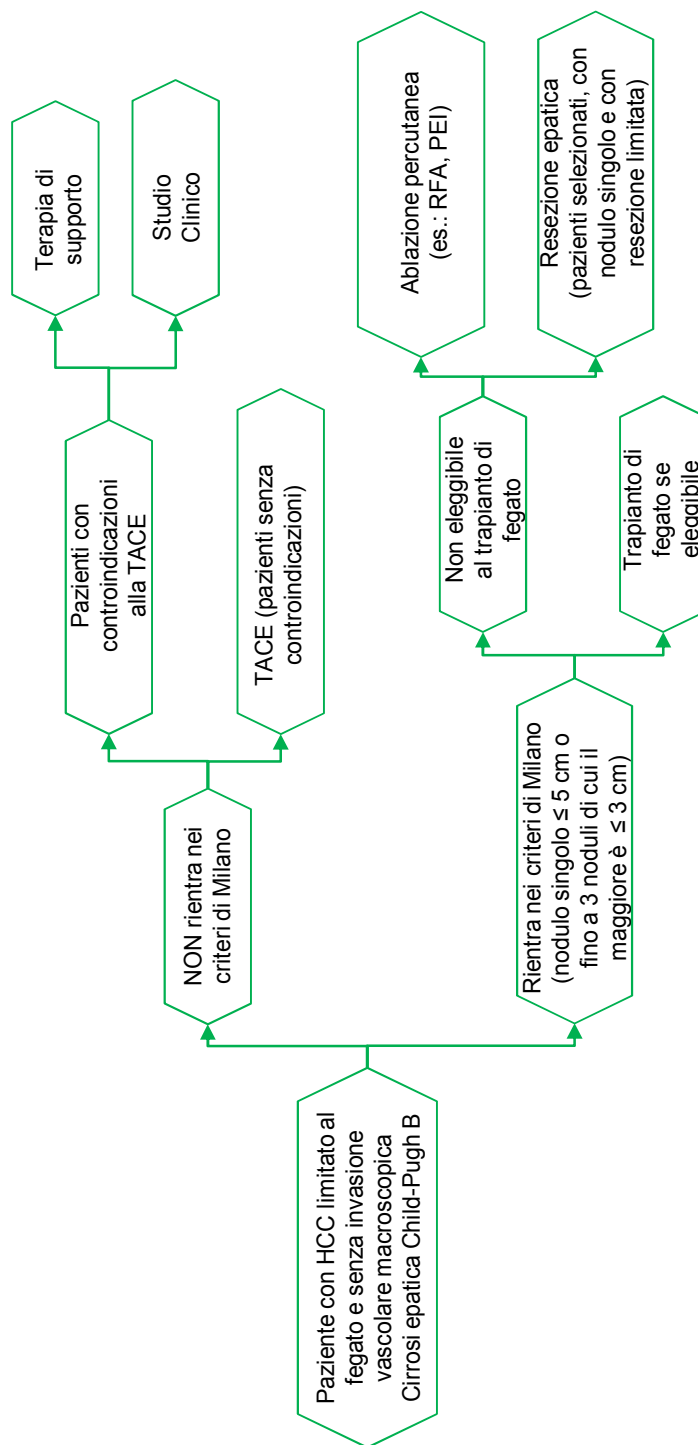 Paziente con HCC limitato al
fegato e senza invasione
vascolare macroscopica
Cirrosi epatica Child-Pugh B
NON rientra nei
criteri di Milano
Pazienti con
controindicazioni
alla TACE
Terapia di
supporto
Studio
Clinico
TACE (pazienti senza
controindicazioni)
Rientra nei criteri di Milano
(nodulo singolo ≤ 5 cm o
fino a 3 noduli di cui il
maggiore è ≤ 3 cm)
Non eleggibile
al trapianto di
fegato
Ablazione percutanea
(es.: RFA, PEI)
Resezione epatica
(pazienti selezionati, con
nodulo singolo e con
resezione limitata)
Trapianto di
fegato se
eleggibile